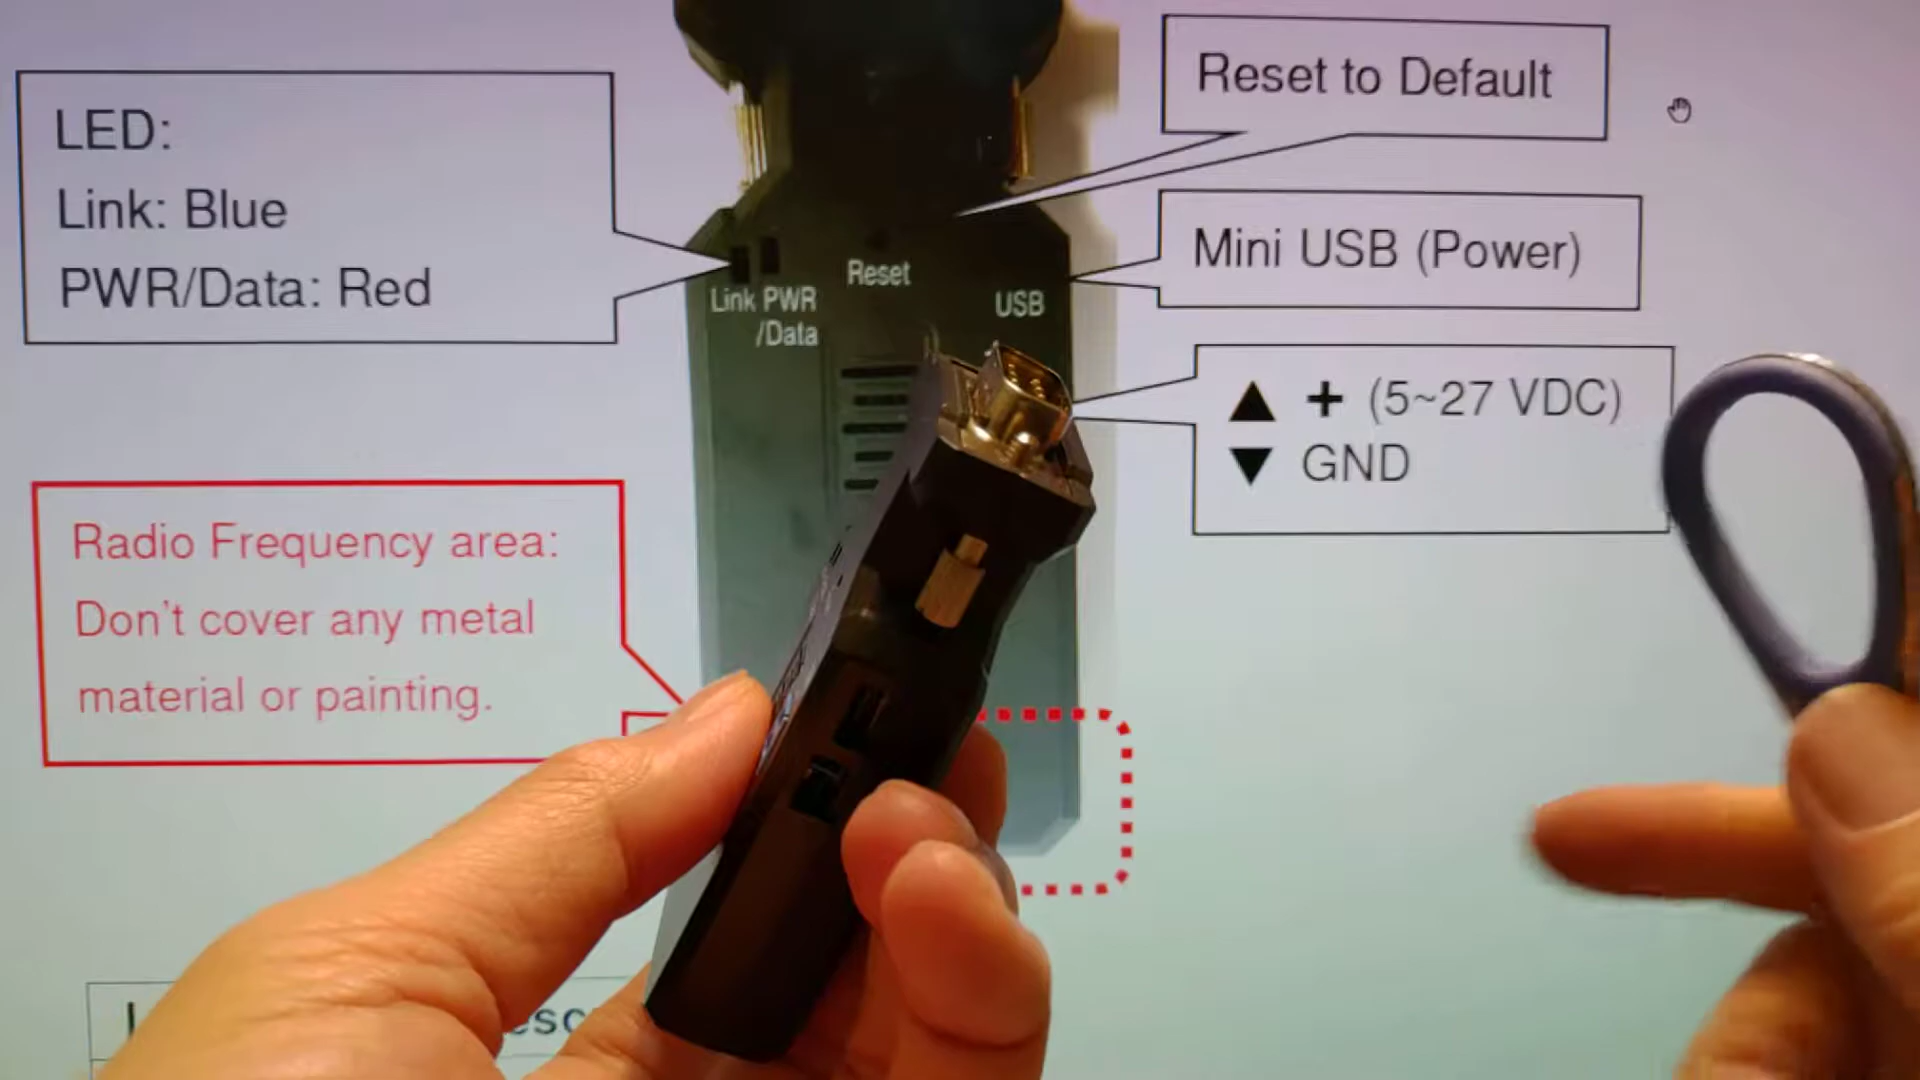 Reset to Default
LED:
Link: Blue
PWR/Data: Red
Mini USB (Power)
Reset
Link PWR
/Data
USB
▲ + (5~27 VDC)
▼ GND
Radio Frequency area:
Don't cover any metal
material or painting.